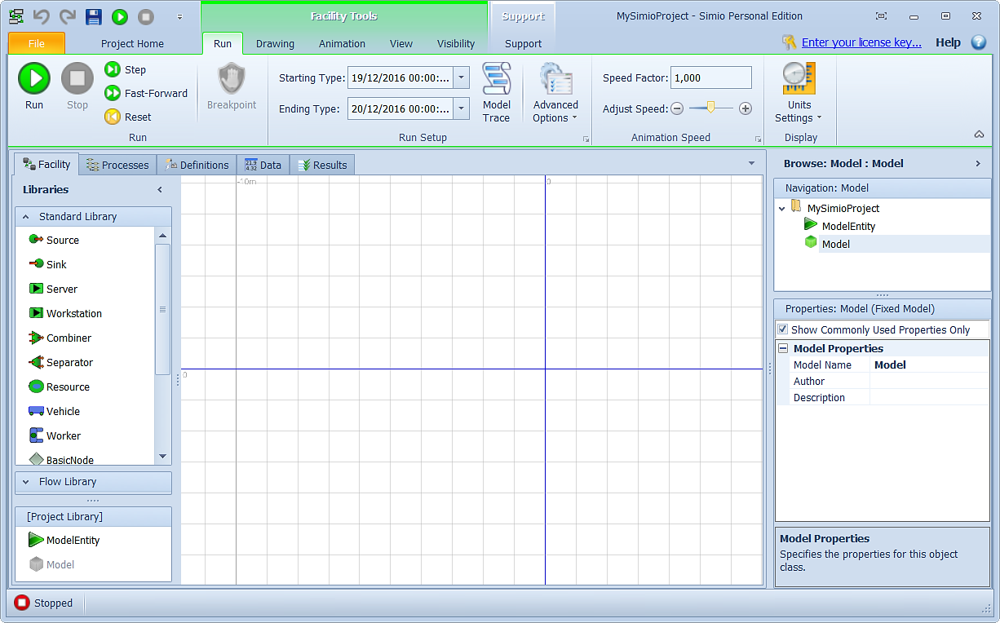 Facility Tools
Support
MySimioProject - Simio Personal Edition
File
Project Home
Run
Drawing
Animation
View
Visibility
Support
Enter your license key...
Help
Run
Stop
Step
Fast-Forward
Reset
Run
Breakpoint
Starting Type: 19/12/2016 00:00:...
Ending Type: 20/12/2016 00:00:...
Model
Trace
Advanced
Options
Run Setup
Speed Factor: 1,000
Adjust Speed:
Animation Speed
Units
Settings
Display
Facility
Processes
Definitions
Data
Results
Libraries
Standard Library
Source
Sink
Server
Workstation
Combiner
Separator
Resource
Vehicle
Worker
BasicNode
Flow Library
[Project Library]
ModelEntity
Model
-10m
0
0
Browse: Model : Model
Navigation: Model
MySimioProject
ModelEntity
Model
Properties: Model (Fixed Model)
Show Commonly Used Properties Only
Model Properties
Model Name Model
Author
Description
Model Properties
Specifies the properties for this object
class.
Stopped